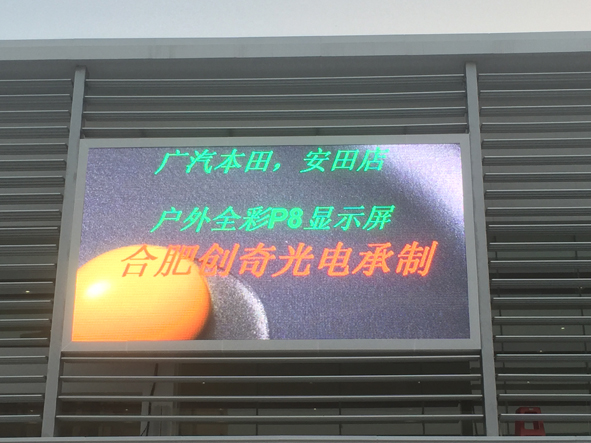 广汽本田，安田店
户外全彩P8显示屏
合肥创奇光电承制